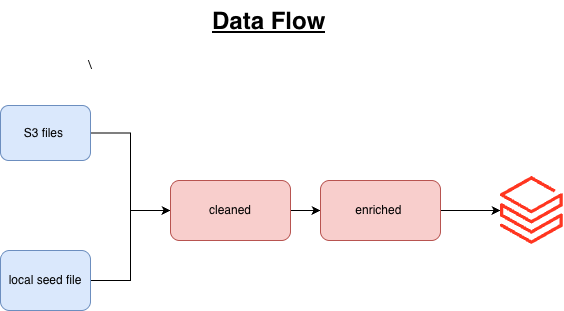 Data Flow
\
S3 files
cleaned
enriched
local seed file